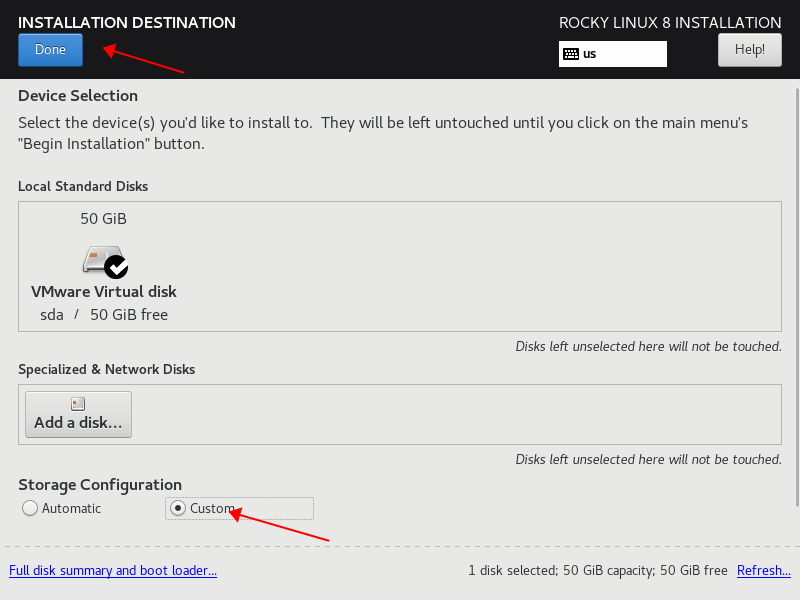 INSTALLATION DESTINATION
ROCKY LINUX 8 INSTALLATION
Done
us
Help!
Device Selection
Select the device(s) you'd like to install to.  They will be left untouched until you click on the main menu's
"Begin Installation" button.
Local Standard Disks
50 GiB
VMware Virtual disk
sda / 50 GiB free
Disks left unselected here will not be touched.
Specialized & Network Disks
Add a disk...
Disks left unselected here will not be touched.
Storage Configuration
Automatic
Custom
Full disk summary and boot loader...
1 disk selected; 50 GiB capacity; 50 GiB free
Refresh...